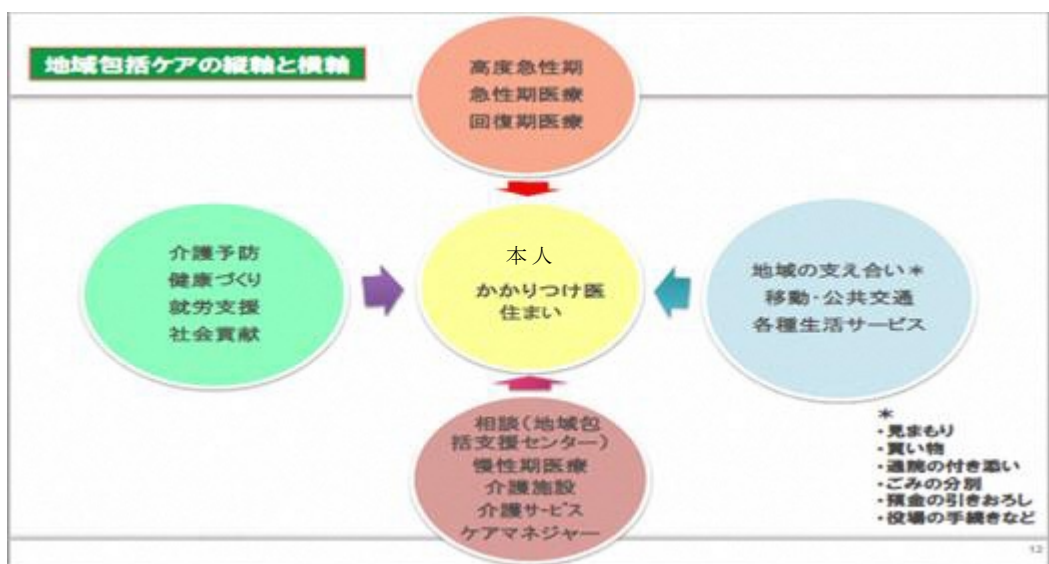 地域包括ケアの縦軸と横軸
高度急性期
急性期医療
回復期医療
介護予防
健康づくり
就労支援
社会貢献
本人
かかりつけ医
住まい
地域の支え合い*
移動・公共交通
各種生活サービス
相談(地域包
括支援センター)
慢性期医療
介護施設
介護サービス
ケアマネジャー
*
・見まもり
・買い物
・通院の付き添い
・ごみの分別
・預金の引きおろし
・役場の手続きなど
12